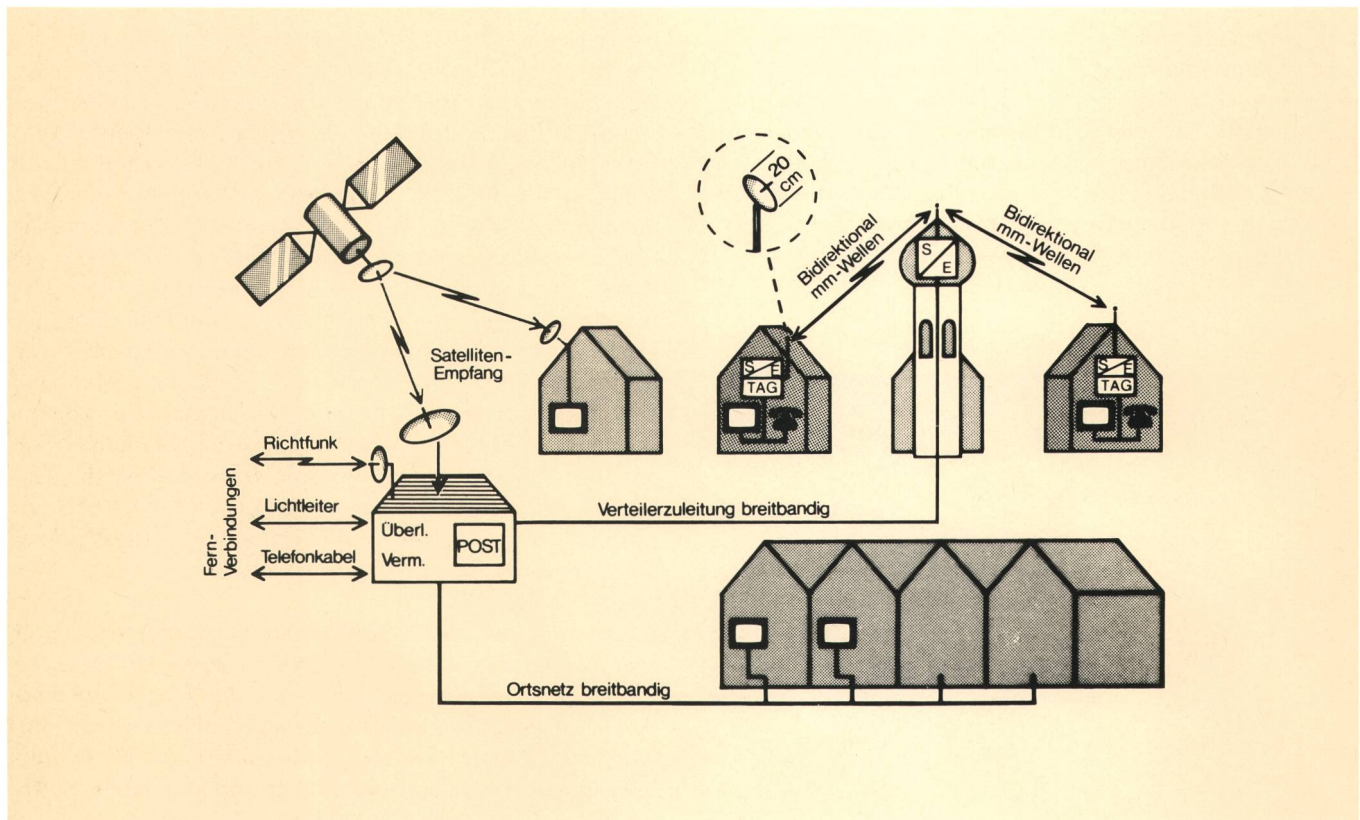 20
cm
Bidirektional
mm-Wellen
Bidirektional
mm-Wellen
S
E
Satelliten-
Empfang
S E
TAG
S E
TAG
Fern-
Verbindungen
Richtfunk
Lichtleiter
Telefonkabel
Überl.
Verm.
POST
Verteilerzuleitung breitbandig
Ortsnetz breitbandig